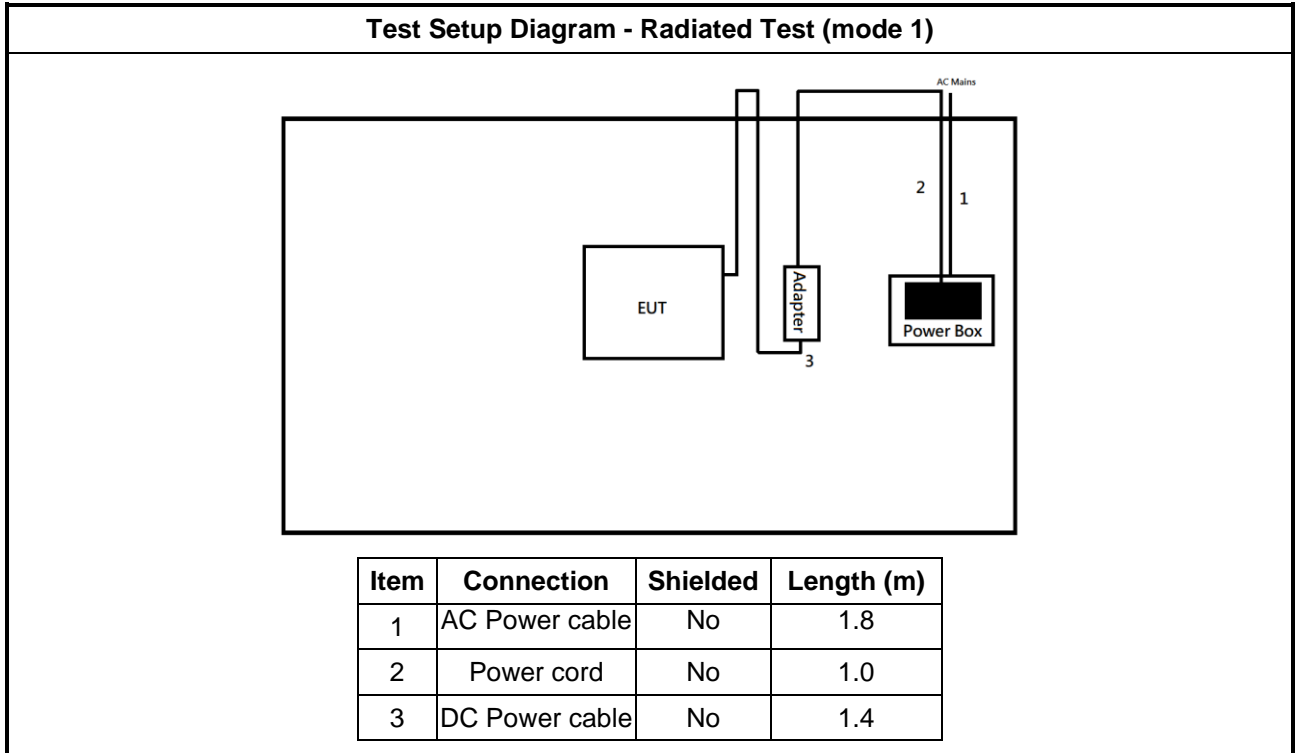 Test Setup Diagram - Radiated Test (mode 1)
AC Mains
2
1
EUT
Adapter
Power Box
3
Item Connection Shielded Length (m)
1 AC Power cable No 1.8
2 Power cord No 1.0
3 DC Power cable No 1.4